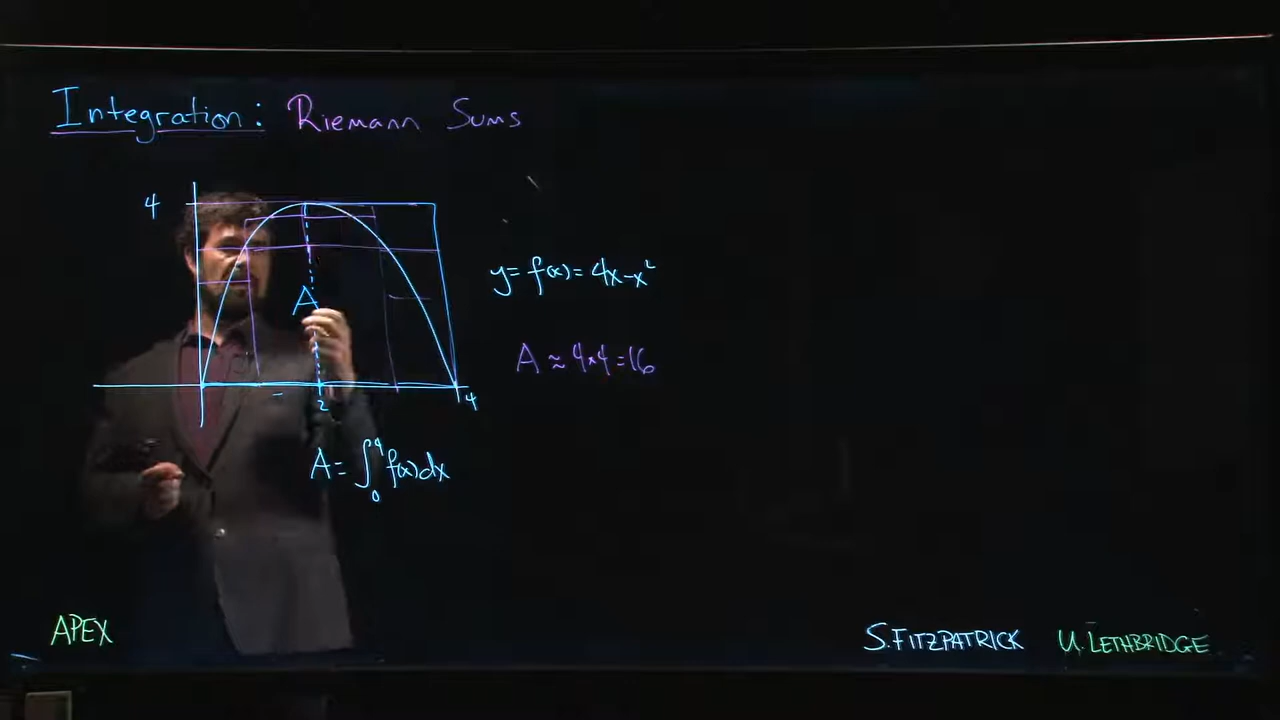 Integration: Riemann Sums
4
y = f(x) = 4x-x²
A
A ≈ 4×4 = 16
2
4
A = ∫₀⁴ f(x)dx
APEX
S. FITZPATRICK U. LETHBRIDGE